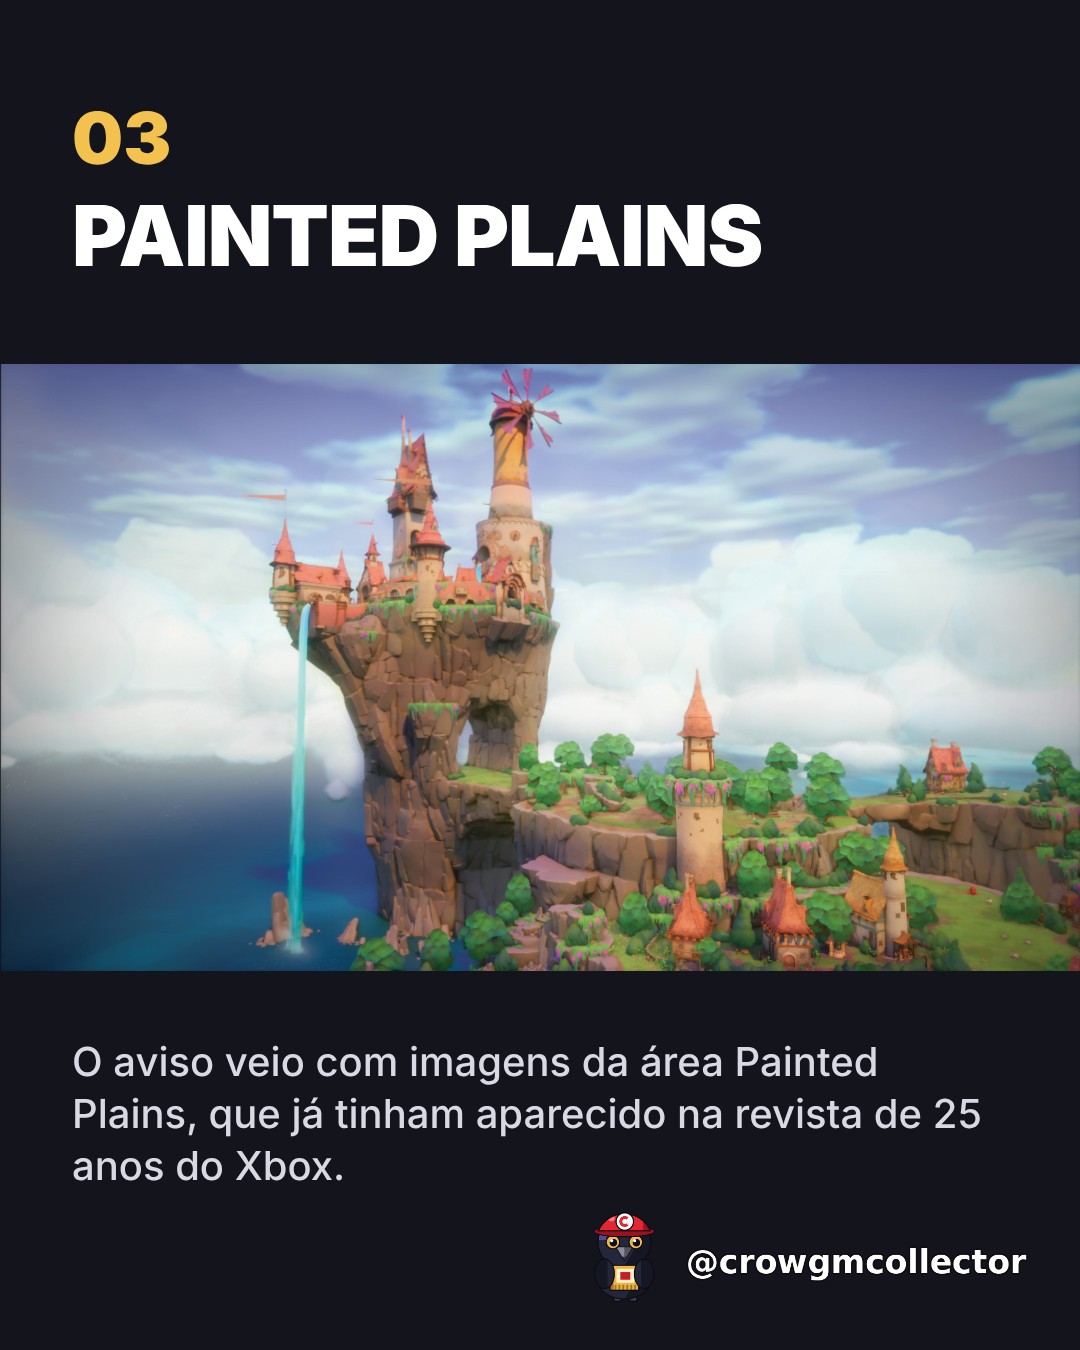 03
PAINTED PLAINS
O aviso veio com imagens da área Painted
Plains, que já tinham aparecido na revista de 25
anos do Xbox.
C
@crowgmcollector